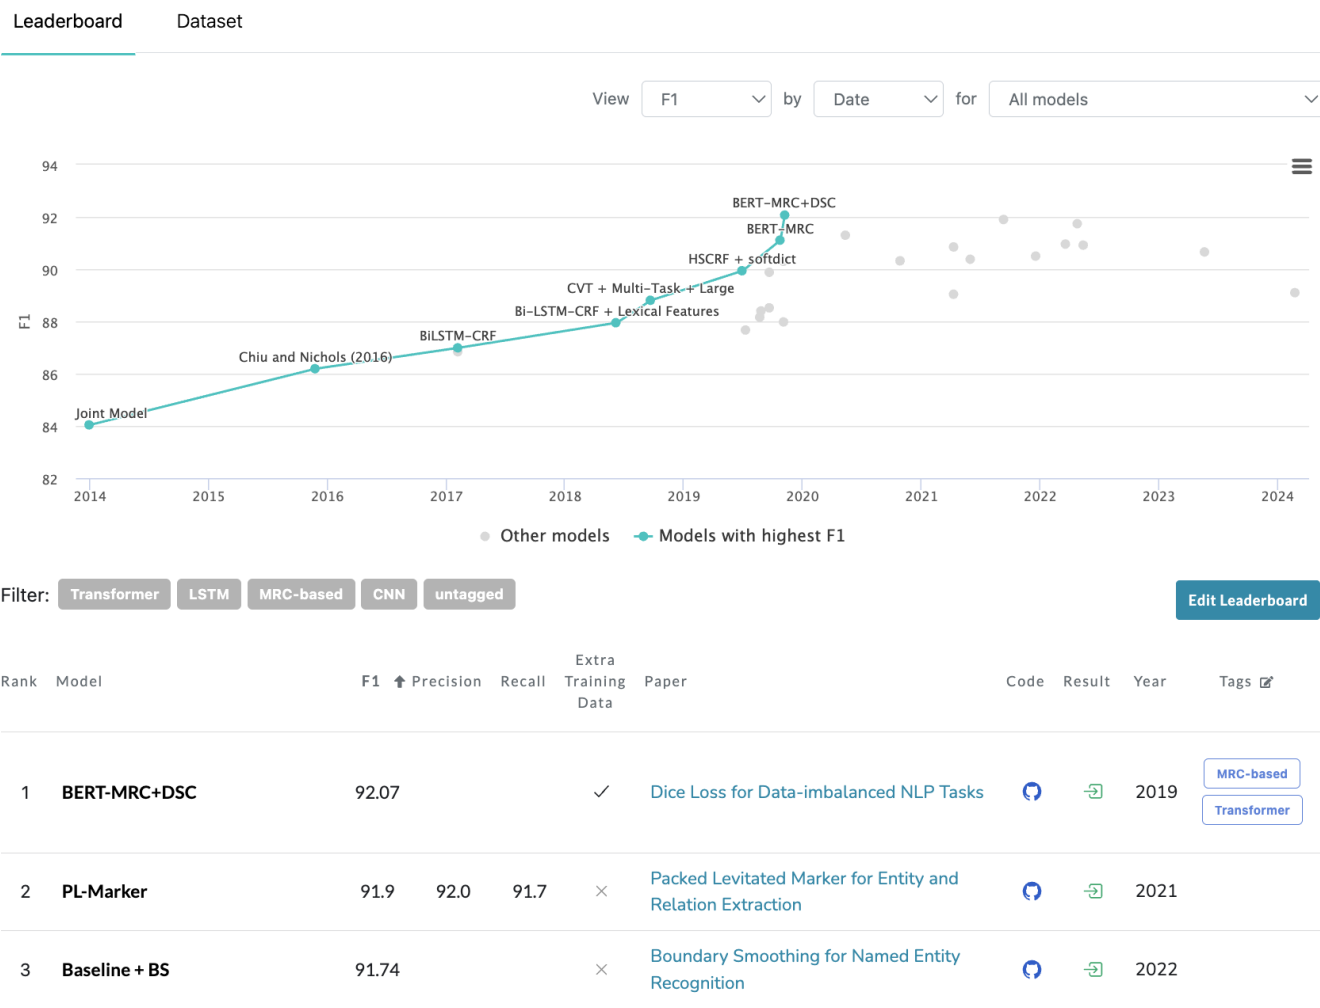 Leaderboard Dataset
View F1 by Date for All models
94
92
90
88
86
84
82
F1
BERT-MRC+DSC
BERT-MRC
HSCRF + softdict
CVT + Multi-Task + Large
Bi-LSTM-CRF + Lexical Features
BiLSTM-CRF
Chiu and Nichols (2016)
Joint Model
2014 2015 2016 2017 2018 2019 2020 2021 2022 2023 2024
Other models Models with highest F1
Filter: Transformer LSTM MRC-based CNN untagged
Edit Leaderboard
Rank Model F1 Precision Recall Extra Training Data Paper Code Result Year Tags
1 BERT-MRC+DSC 92.07 Dice Loss for Data-imbalanced NLP Tasks 2019 MRC-based
Transformer
2 PL-Marker 91.9 92.0 91.7 Packed Levitated Marker for Entity and
Relation Extraction 2021
3 Baseline + BS 91.74 Boundary Smoothing for Named Entity
Recognition 2022